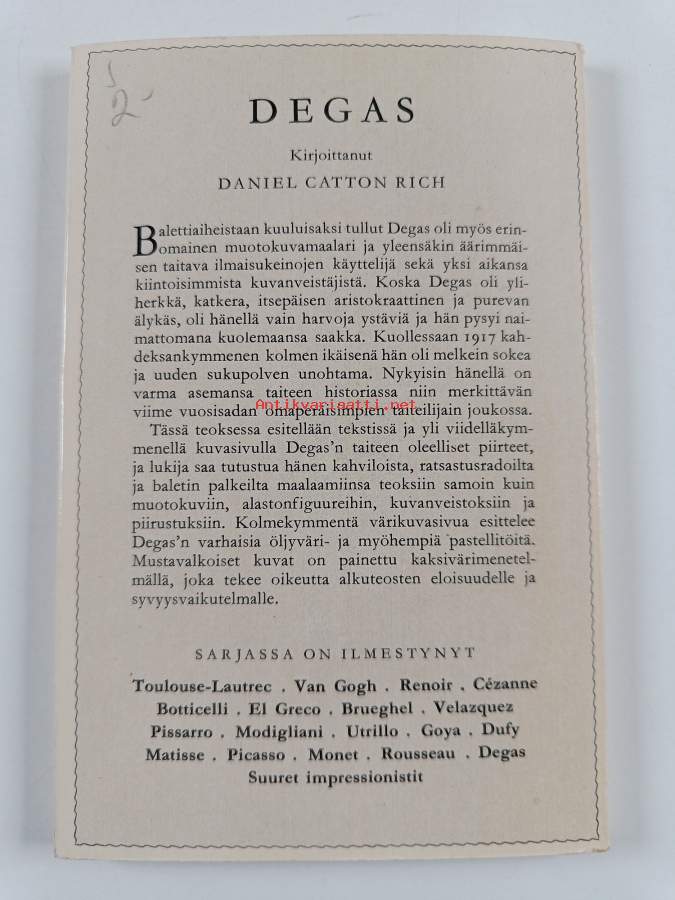 2-
DEGAS
Kirjoittanut
DANIEL CATTON RICH
Balettiaiheistaan kuuluisaksi tullut Degas oli myös erin-
omainen muotokuvamaalari ja yleensäkin äärimmäi-
sen taitava ilmaisukeinojen käyttelijä sekä yksi aikansa
kiintoisimmista kuvanveistäjistä. Koska Degas oli yli-
herkkä, katkera, itsepäisen aristokraattinen ja purevan
älykäs, oli hänellä vain harvoja ystäviä ja hän pysyi nai-
mattomana kuolemaansa saakka. Kuollessaan 1917 kah-
deksankymmenen kolmen ikäisenä hän oli melkein sokea
ja uuden sukupolven unohtama. Nykyisin hänellä on
varma asemansa taiteen historiassa niin merkittävän
Antikvariaatti.net
viime vuosisadan omaperäisimpien taiteilijain joukossa.
Tässä teoksessa esitellään tekstissä ja yli viidelläkym-
menellä kuvasivulla Degas'n taiteen oleelliset piirteet,
ja lukija saa tutustua hänen kahviloista, ratsastusradoilta
ja baletin palkeilta maalaamiinsa teoksiin samoin kuin
muotokuviin, alastonfiguureihin, kuvanveistoksiin ja
piirustuksiin. Kolmekymmentä värikuvasivua esittelee
Degas'n varhaisia öljyväri- ja myöhempiä pastellitöitä.
Mustavalkoiset kuvat on painettu kaksivärimenetel-
mällä, joka tekee oikeutta alkuteosten eloisuudelle ja
syvyysvaikutelmalle.
SARJASSA ON ILMESTYNYT
Toulouse-Lautrec . Van Gogh . Renoir . Cézanne
Botticelli . El Greco . Brueghel . Velazquez
Pissarro . Modigliani . Utrillo . Goya . Dufy
Matisse . Picasso . Monet . Rousseau . Degas
Suuret impressionistit